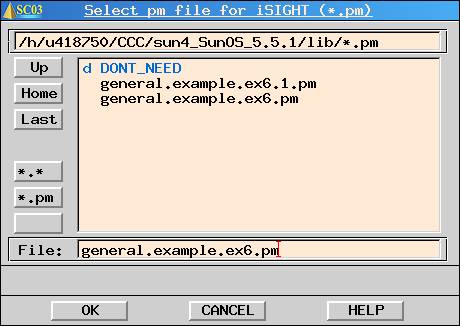 SC03 Select pm file for iSIGHT (*.pm)
/h/u418750/CCC/sun4_SunOS_5.5.1/lib/*.pm
Up
Home
Last
*.*
*.pm
d DONT_NEED
general.example.ex6.1.pm
general.example.ex6.pm
File: general.example.ex6.pm
OK CANCEL HELP